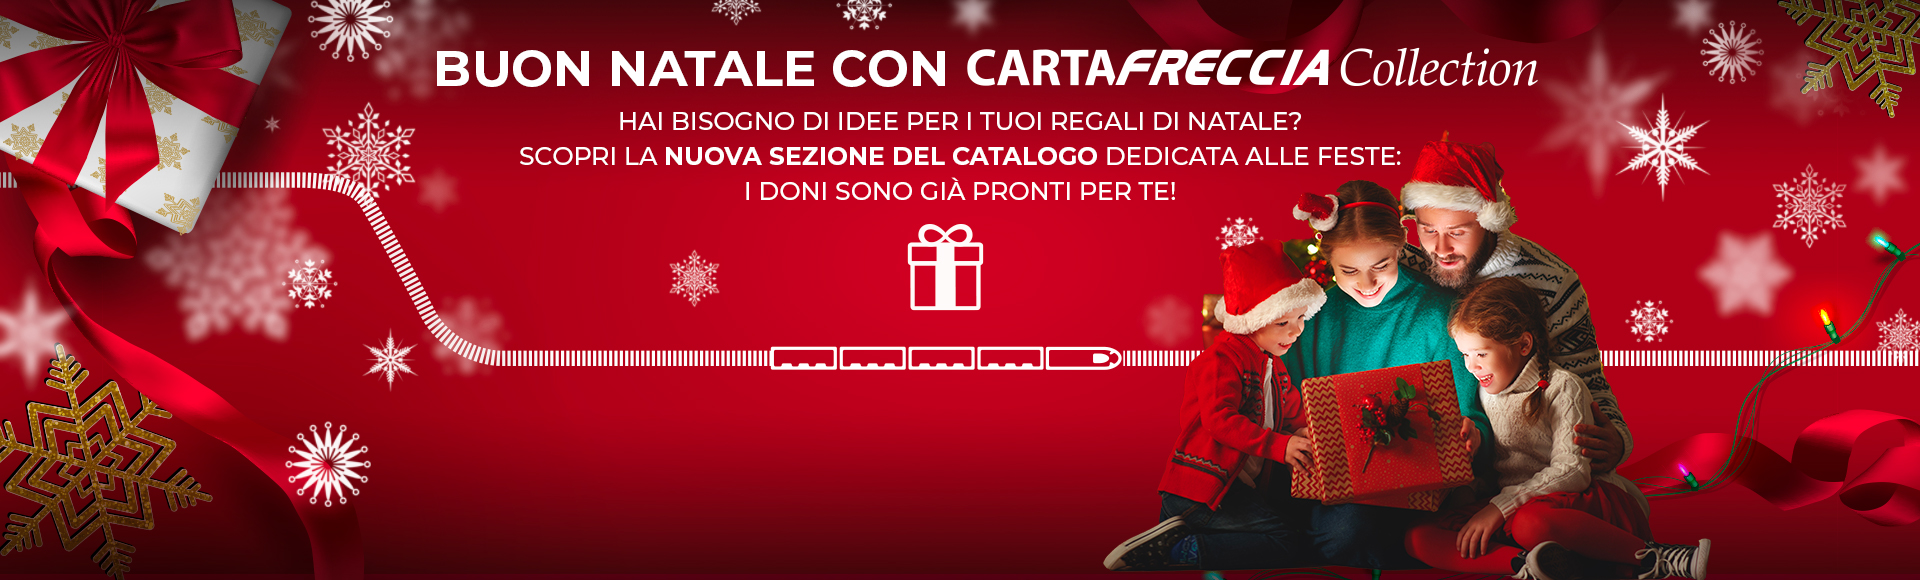 BUON NATALE CON CARTAFRECCIA Collection
HAI BISOGNO DI IDEE PER I TUOI REGALI DI NATALE?
SCOPRI LA NUOVA SEZIONE DEL CATALOGO DEDICATA ALLE FESTE:
I DONI SONO GIÀ PRONTI PER TE!